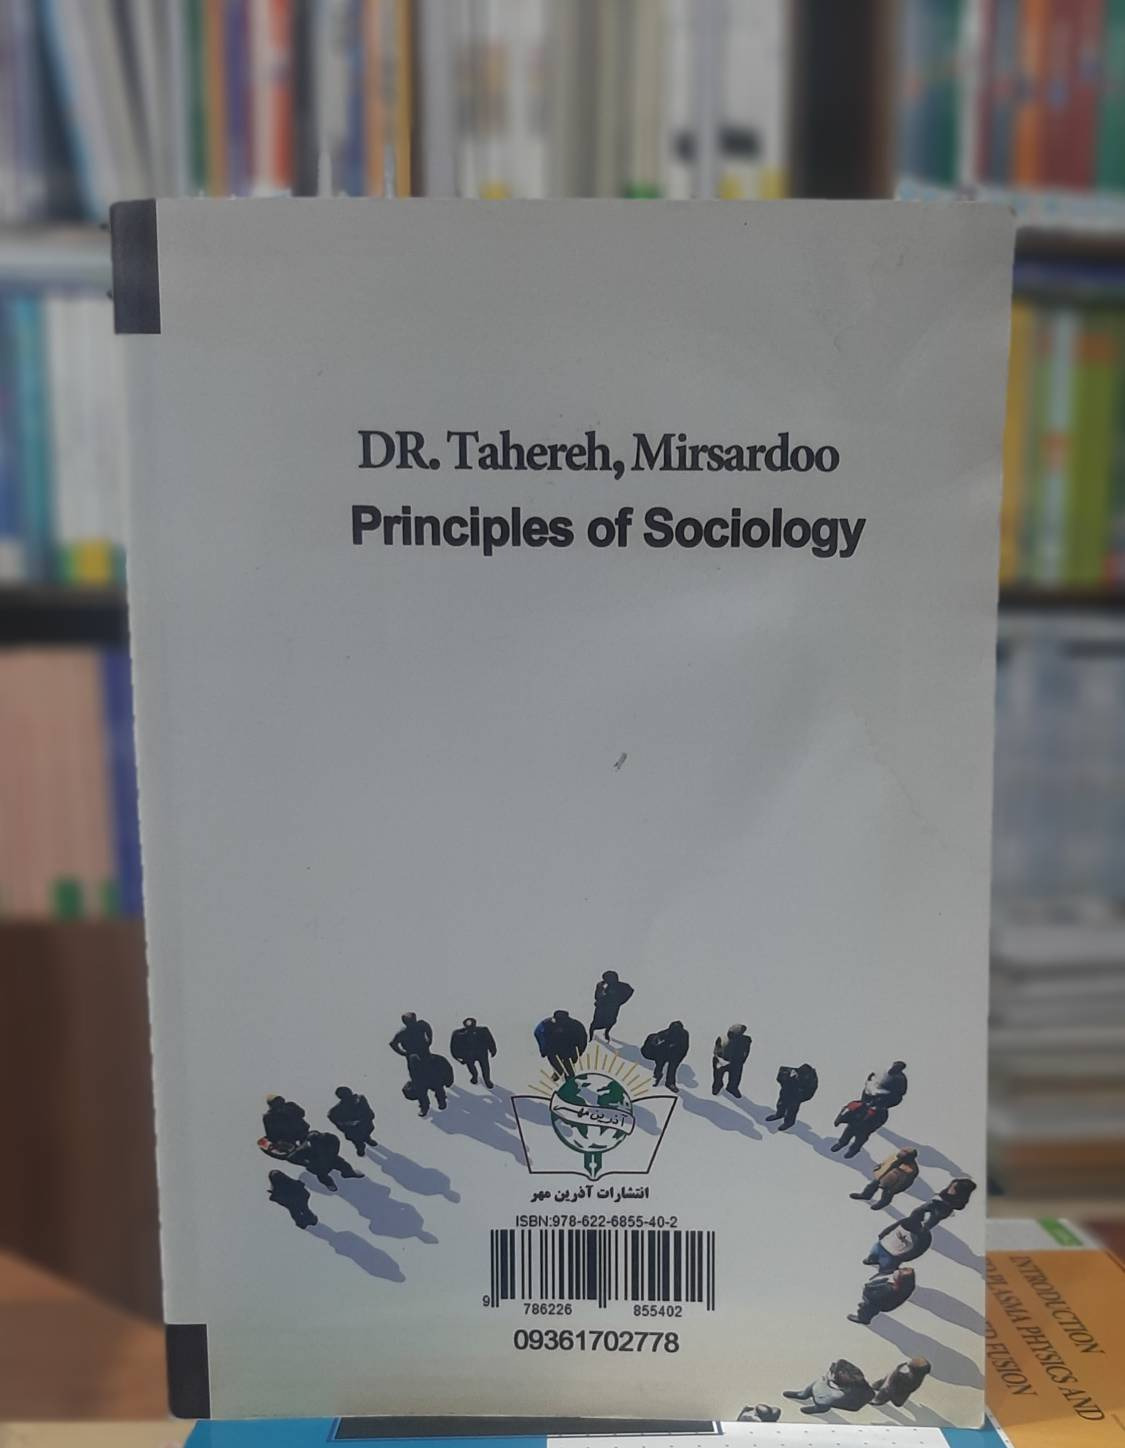 DR. Tahereh, Mirsardoo
Principles of Sociology
آذرین مهر
انتشارات آذرین مهر
ISBN:978-622-6855-40-2
9 786226 855402
09361702778
INTRODUCTION
PLASMA PHYSICS AND
FUSION